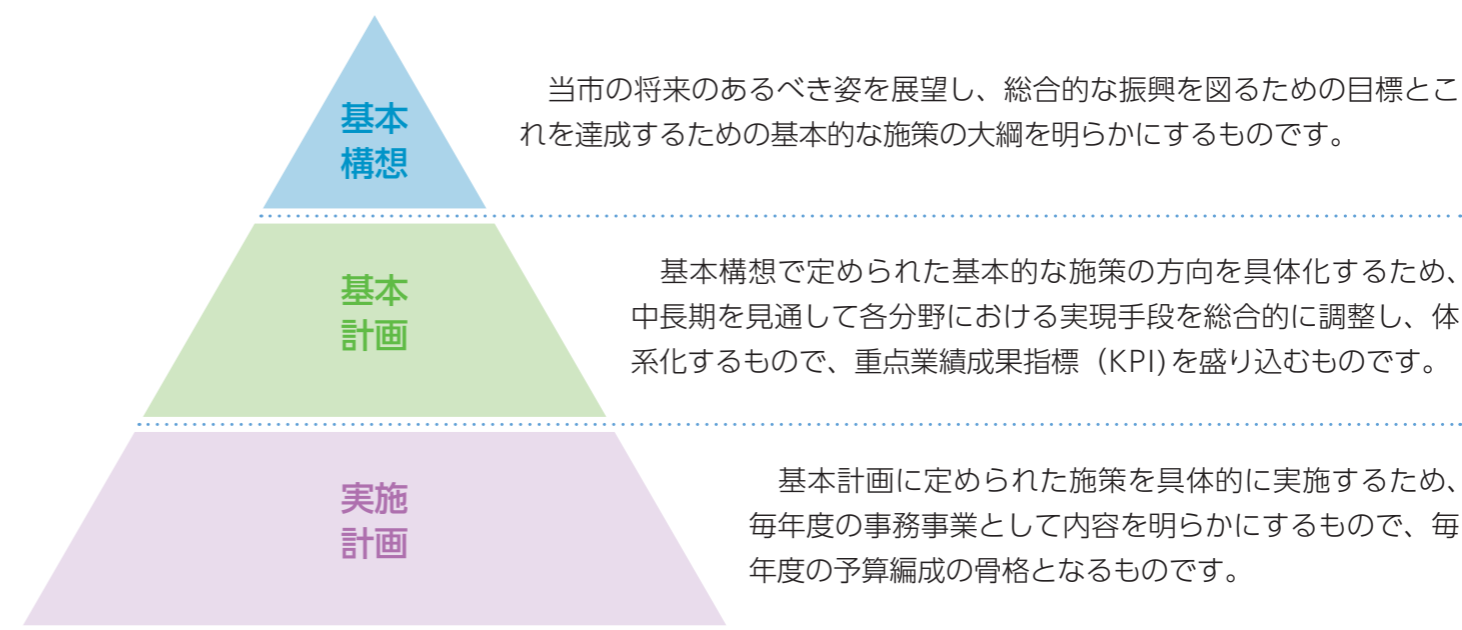 基本
構想
当市の将来のあるべき姿を展望し、総合的な振興を図るための目標とこ
れを達成するための基本的な施策の大綱を明らかにするものです。
基本
計画
基本構想で定められた基本的な施策の方向を具体化するため、
中長期を見通して各分野における実現手段を総合的に調整し、体
系化するもので、重点業績成果指標（KPI)を盛り込むものです。
実施
計画
基本計画に定められた施策を具体的に実施するため、
毎年度の事務事業として内容を明らかにするもので、毎
年度の予算編成の骨格となるものです。